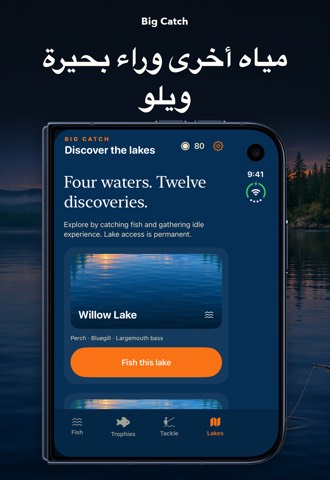 Big Catch
مياه أخرى وراء بحيرة
ويلو
BIG CATCH
Discover the lakes
80
9:41
Four waters. Twelve
discoveries.
Explore by catching fish and gathering idle
experience. Lake access is permanent.
Willow Lake
Perch · Bluegill · Largemouth bass
Fish this lake
Fish
Trophies
Tackle
Lakes